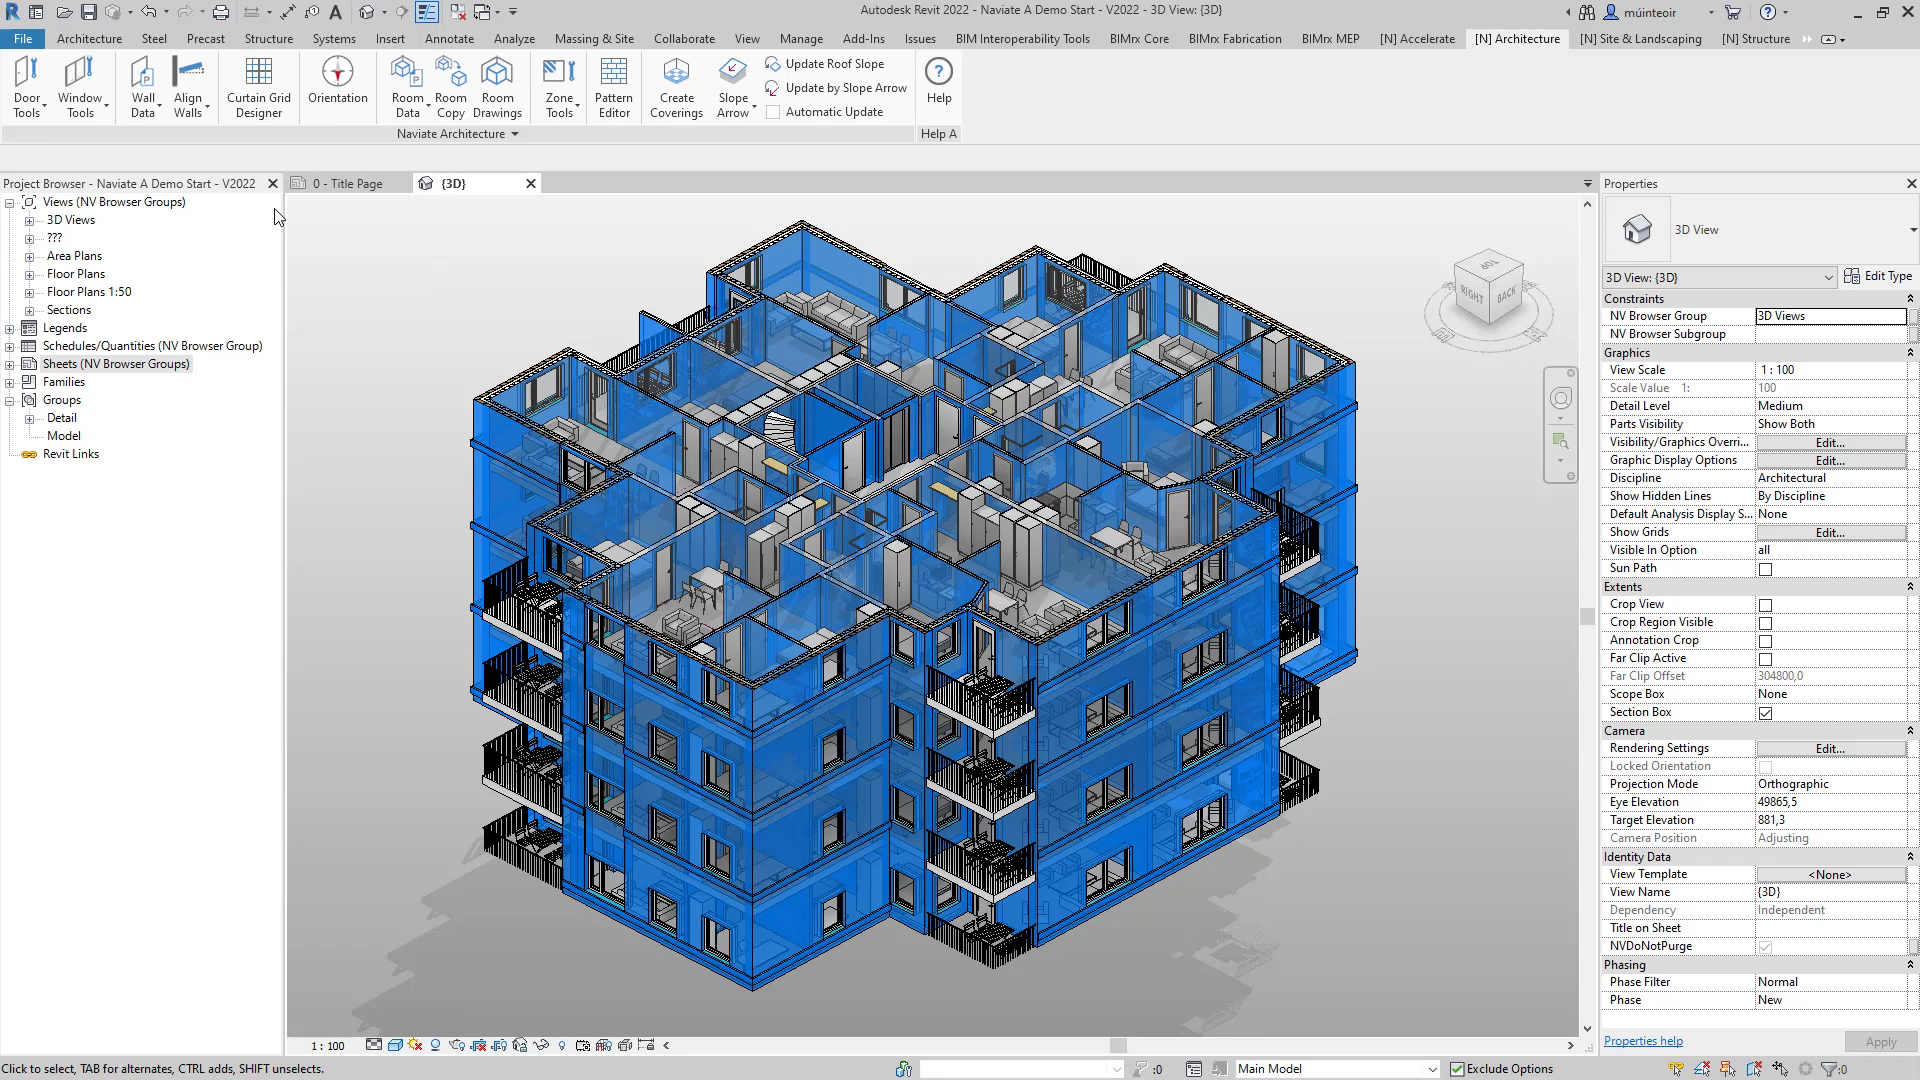 Autodesk Revit 2022 - Naviate A Demo Start - V2022 - 3D View: {3D}
múinteoir
File Architecture Steel Precast Structure Systems Insert Annotate Analyze Massing & Site Collaborate View Manage Add-Ins Issues BIM Interoperability Tools BIMrx Core BIMrx Fabrication BIMrx MEP [N] Accelerate [N] Architecture [N] Site & Landscaping [N] Structure
Door Tools
Window Tools
Wall Data
Align Walls
Curtain Grid Designer
Orientation
Room Data
Room Copy
Room Drawings
Zone Tools
Pattern Editor
Create Coverings
Slope Arrow
Update Roof Slope
Update by Slope Arrow
Automatic Update
Help
Naviate Architecture
Help A
Project Browser - Naviate A Demo Start - V2022
0 - Title Page
{3D}
Views (NV Browser Groups)
3D Views
???
Area Plans
Floor Plans
Floor Plans 1:50
Sections
Legends
Schedules/Quantities (NV Browser Group)
Sheets (NV Browser Groups)
Families
Groups
Detail
Model
Revit Links
TOP
RIGHT
BACK
Properties
3D View
3D View: {3D}
Edit Type
Constraints
NV Browser Group 3D Views
NV Browser Subgroup
Graphics
View Scale 1 : 100
Scale Value 1: 100
Detail Level Medium
Parts Visibility Show Both
Visibility/Graphics Overri... Edit...
Graphic Display Options Edit...
Discipline Architectural
Show Hidden Lines By Discipline
Default Analysis Display S... None
Show Grids Edit...
Visible In Option all
Sun Path
Extents
Crop View
Crop Region Visible
Annotation Crop
Far Clip Active
Far Clip Offset 304800,0
Scope Box None
Section Box
Camera
Rendering Settings Edit...
Locked Orientation
Projection Mode Orthographic
Eye Elevation 49865,5
Target Elevation 881,3
Camera Position Adjusting
Identity Data
View Template <None>
View Name {3D}
Dependency Independent
Title on Sheet
NVDoNotPurge
Phasing
Phase Filter Normal
Phase New
Properties help
Apply
1 : 100
Click to select, TAB for alternates, CTRL adds, SHIFT unselects.
:0
Main Model
Exclude Options
:0